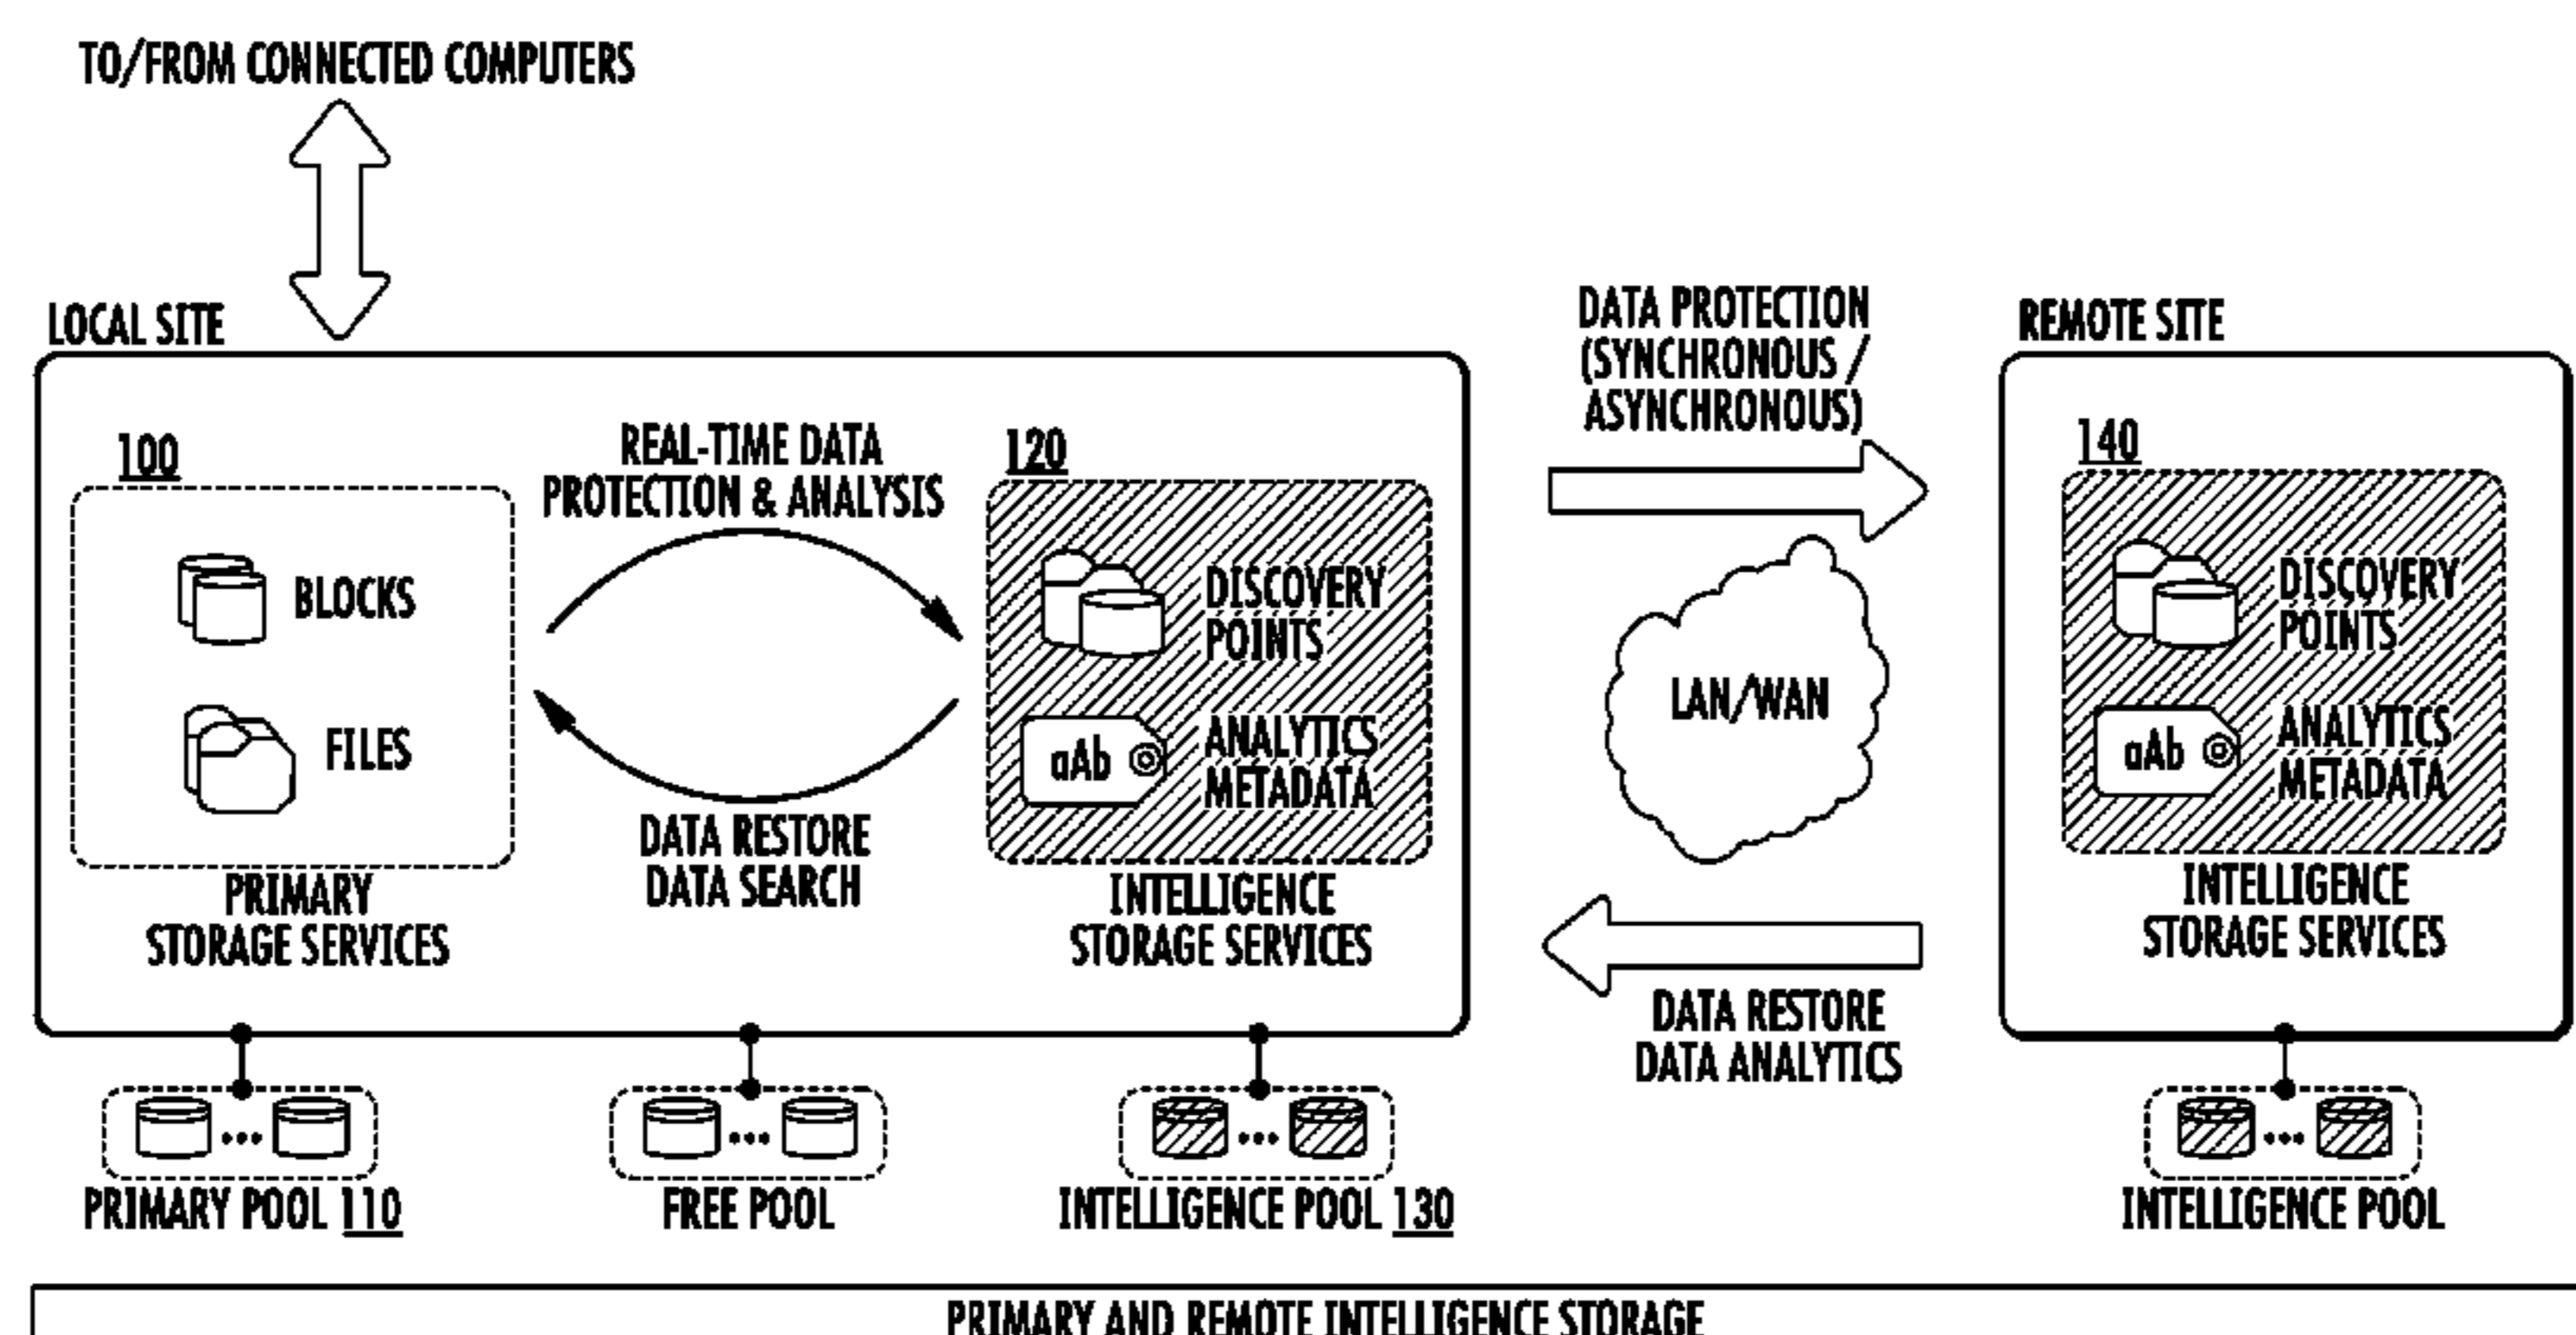 TO/FROM CONNECTED COMPUTERS
LOCAL SITE
100
BLOCKS
FILES
PRIMARY
STORAGE SERVICES
REAL-TIME DATA
PROTECTION & ANALYSIS
DATA RESTORE
DATA SEARCH
120
DISCOVERY
POINTS
aAb
ANALYTICS
METADATA
INTELLIGENCE
STORAGE SERVICES
DATA PROTECTION
(SYNCHRONOUS /
ASYNCHRONOUS)
LAN/WAN
DATA RESTORE
DATA ANALYTICS
REMOTE SITE
140
DISCOVERY
POINTS
aAb
ANALYTICS
METADATA
INTELLIGENCE
STORAGE SERVICES
PRIMARY POOL 110
FREE POOL
INTELLIGENCE POOL 130
INTELLIGENCE POOL
PRIMARY AND REMOTE INTELLIGENCE STORAGE